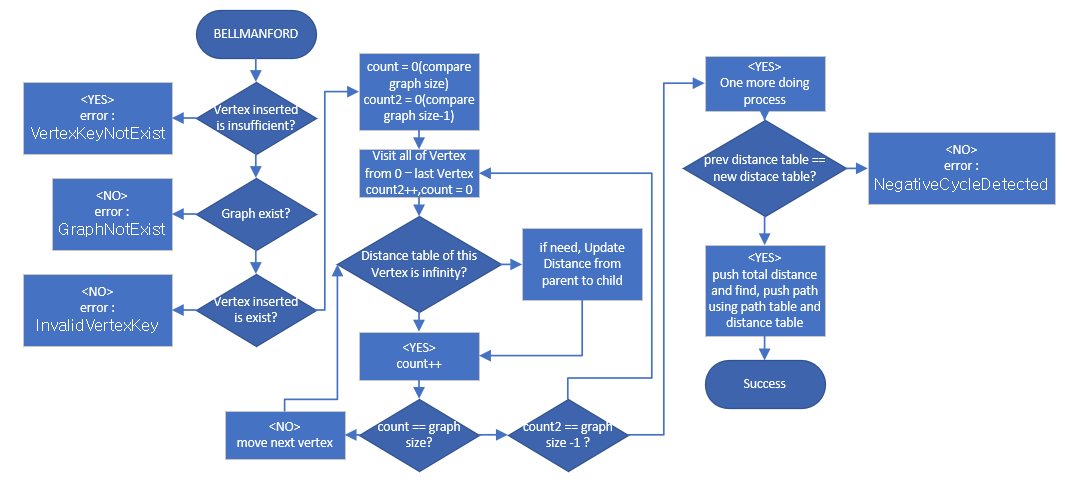 BELLMANFORD
Vertex inserted
is insufficient?
<YES>
error :
VertexKeyNotExist
Graph exist?
<NO>
error :
GraphNotExist
Vertex inserted
is exist?
<NO>
error :
InvalidVertexKey
count = 0(compare
graph size)
count2 = 0(compare
graph size-1)
Visit all of Vertex
from 0 ~ last Vertex
count2++,count = 0
Distance table of this
Vertex is infinity?
if need, Update
Distance from
parent to child
<YES>
count++
count == graph
size?
<NO>
move next vertex
count2 == graph
size -1 ?
<YES>
One more doing
process
prev distance table ==
new distace table?
<NO>
error :
NegativeCycleDetected
<YES>
push total distance
and find, push path
using path table and
distance table
Success